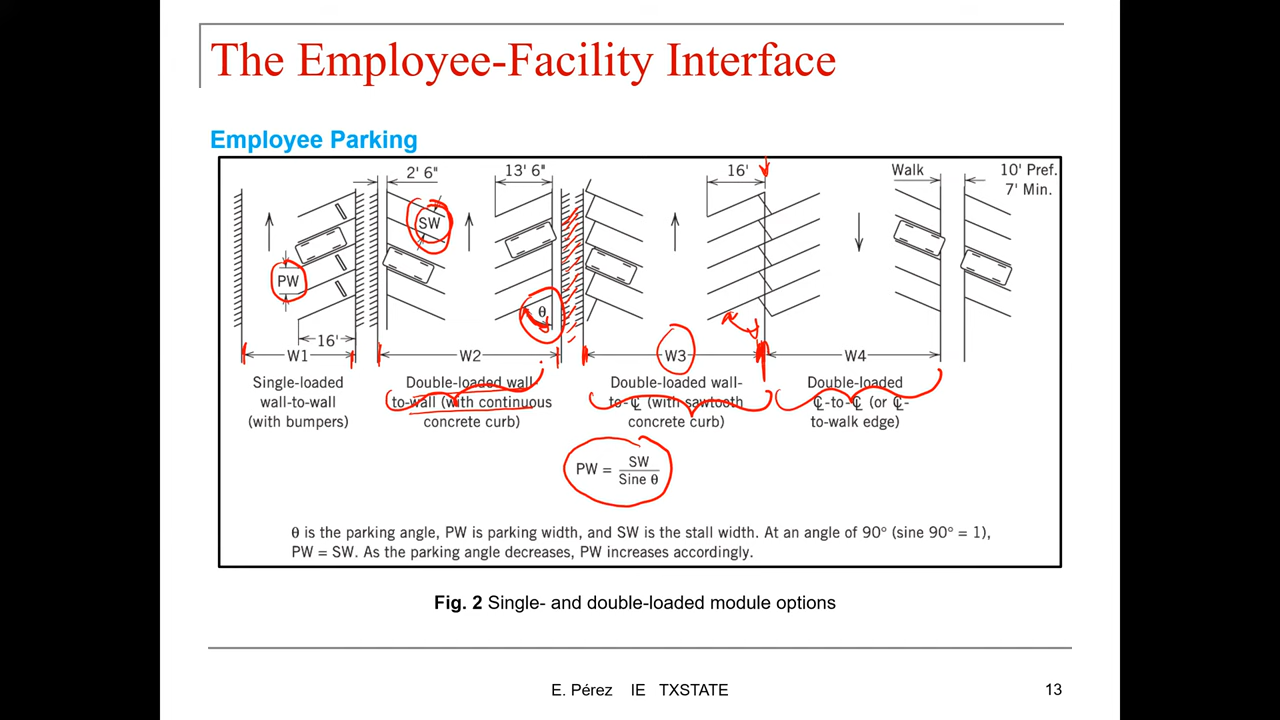 The Employee-Facility Interface
Employee Parking
2' 6"
13' 6"
16'
Walk
10' Pref.
7' Min.
SW
PW
θ
16'
W1
W2
W3
W4
Single-loaded
wall-to-wall
(with bumpers)
Double-loaded wall-
to-wall (with continuous
concrete curb)
Double-loaded wall-
to-℄ (with sawtooth
concrete curb)
Double-loaded
℄-to-℄ (or ℄-
to-walk edge)
PW = SW / Sine θ
θ is the parking angle, PW is parking width, and SW is the stall width. At an angle of 90° (sine 90° = 1),
PW = SW. As the parking angle decreases, PW increases accordingly.
Fig. 2 Single- and double-loaded module options
E. Pérez IE TXSTATE
13